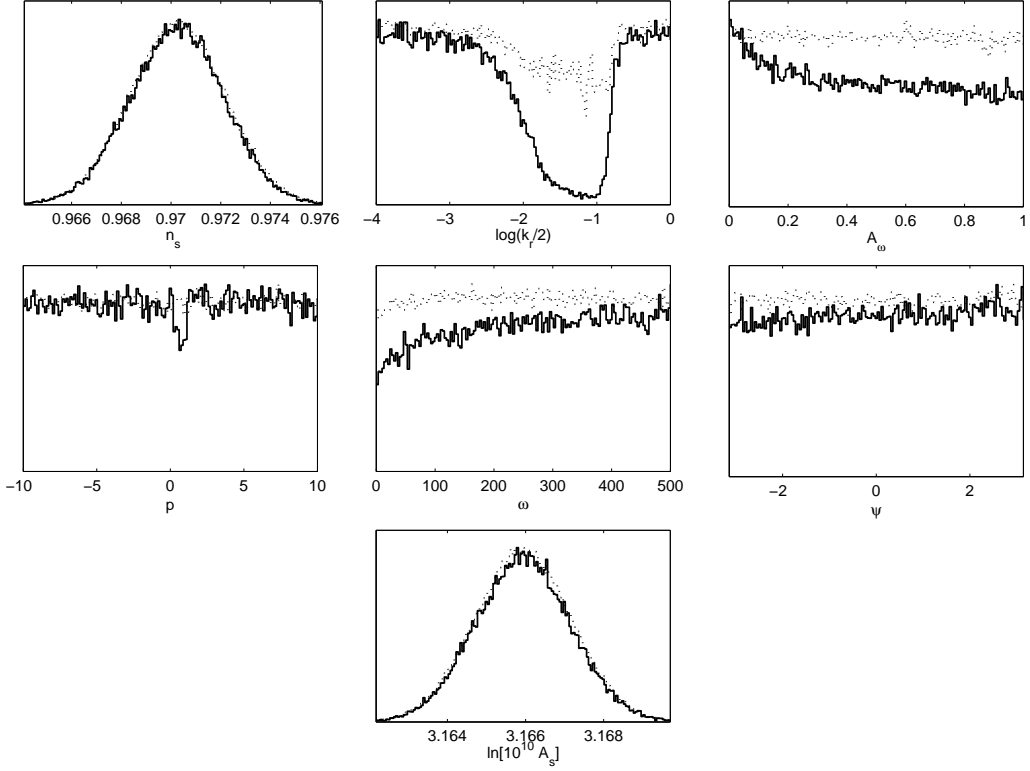 0.966 0.968 0.97 0.972 0.974 0.976
n_s
−4 −3 −2 −1 0
log(k_r/2)
0 0.2 0.4 0.6 0.8 1
A_ω
−10 −5 0 5 10
p
0 100 200 300 400 500
ω
−2 0 2
ψ
3.164 3.166 3.168
ln[10^10 A_s]